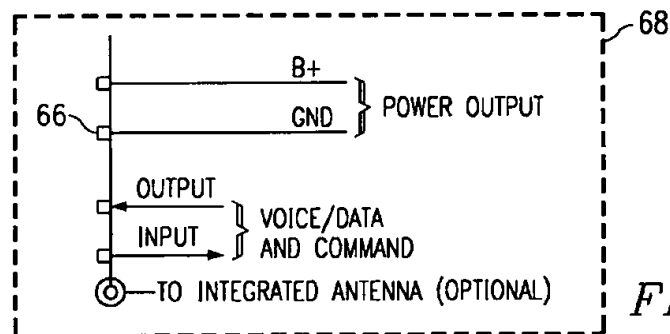 68
B+
66
GND
POWER OUTPUT
OUTPUT
VOICE/DATA
INPUT
AND COMMAND
TO INTEGRATED ANTENNA (OPTIONAL)